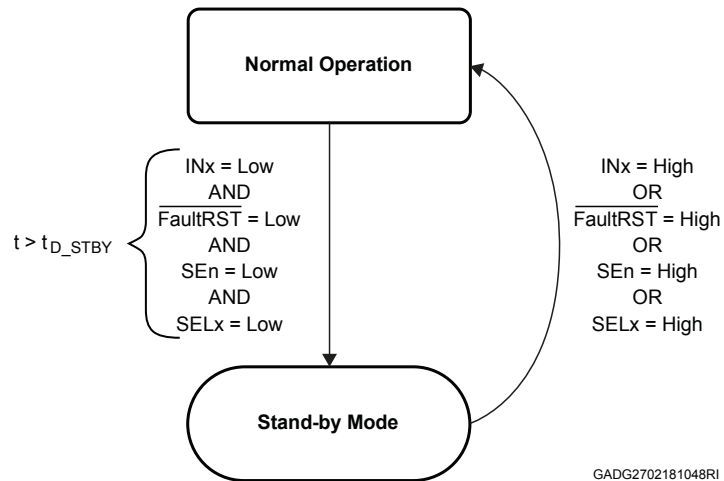 Normal Operation
INx = Low
AND
FaultRST = Low
AND
SEn = Low
AND
SELx = Low
t > tD_STBY
INx = High
OR
FaultRST = High
OR
SEn = High
OR
SELx = High
Stand-by Mode
GADG2702181048RI